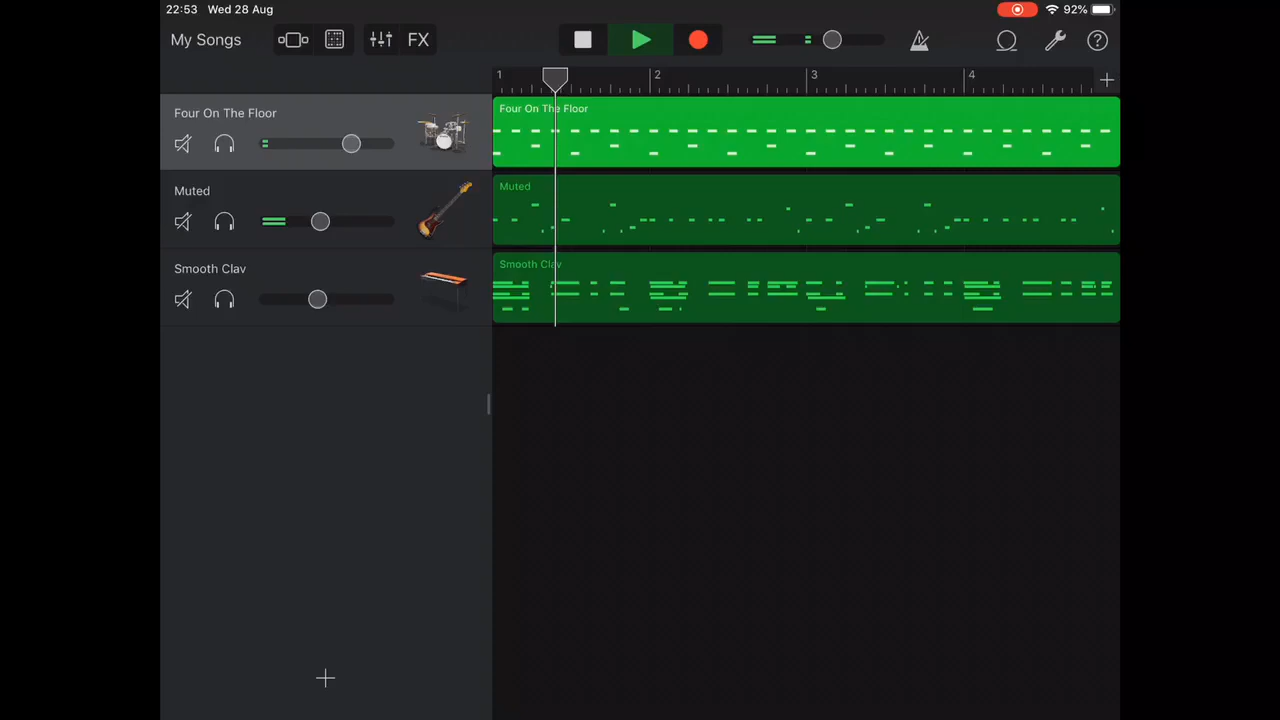 22:53 Wed 28 Aug 92%
My Songs FX
1 2 3 4
Four On The Floor
Four On The Floor
Muted
Muted
Smooth Clav
Smooth Clav